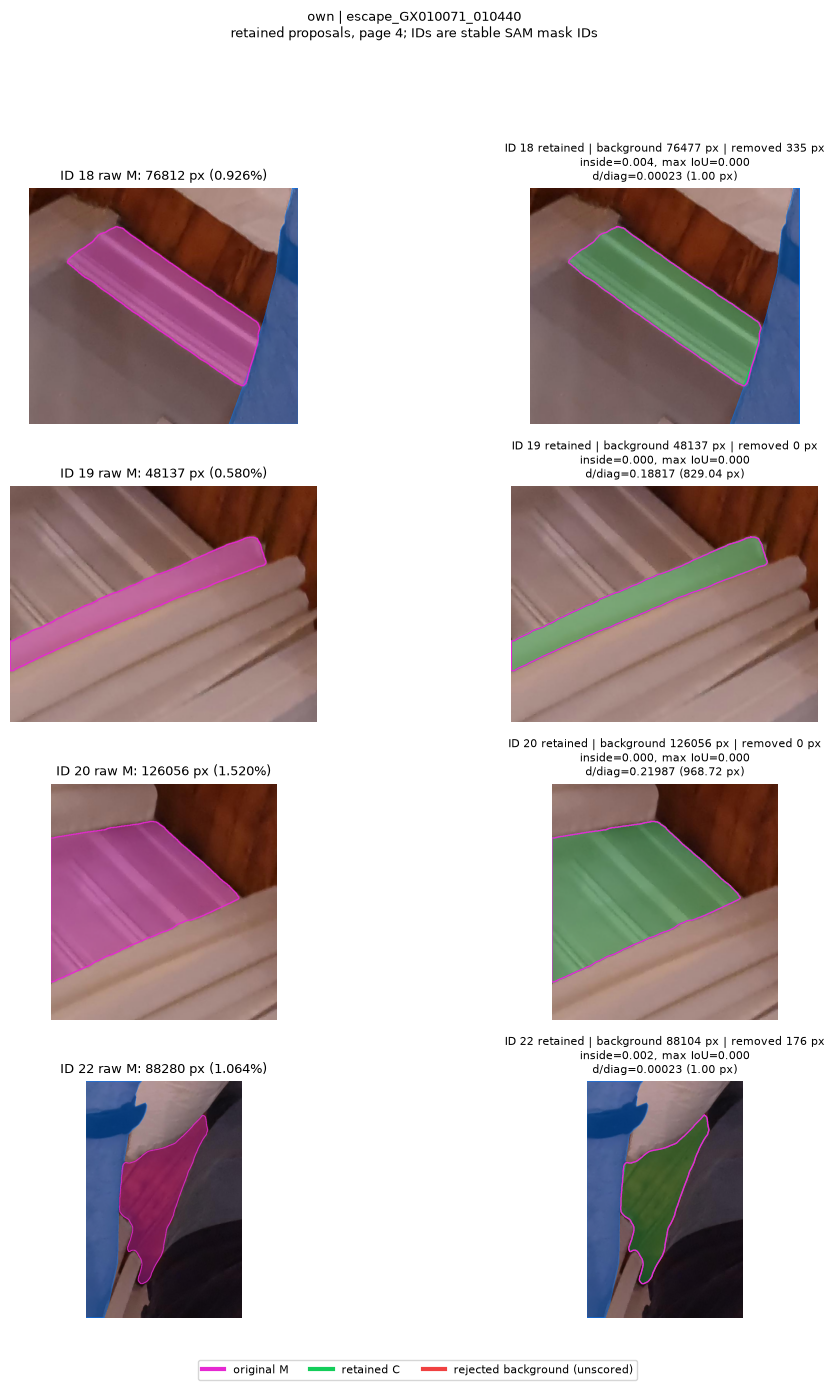 own | escape_GX010071_010440
retained proposals, page 4; IDs are stable SAM mask IDs
ID 18 raw M: 76812 px (0.926%)
ID 18 retained | background 76477 px | removed 335 px
inside=0.004, max IoU=0.000
d/diag=0.00023 (1.00 px)
ID 19 raw M: 48137 px (0.580%)
ID 19 retained | background 48137 px | removed 0 px
inside=0.000, max IoU=0.000
d/diag=0.18817 (829.04 px)
ID 20 raw M: 126056 px (1.520%)
ID 20 retained | background 126056 px | removed 0 px
inside=0.000, max IoU=0.000
d/diag=0.21987 (968.72 px)
ID 22 raw M: 88280 px (1.064%)
ID 22 retained | background 88104 px | removed 176 px
inside=0.002, max IoU=0.000
d/diag=0.00023 (1.00 px)
original M
retained C
rejected background (unscored)